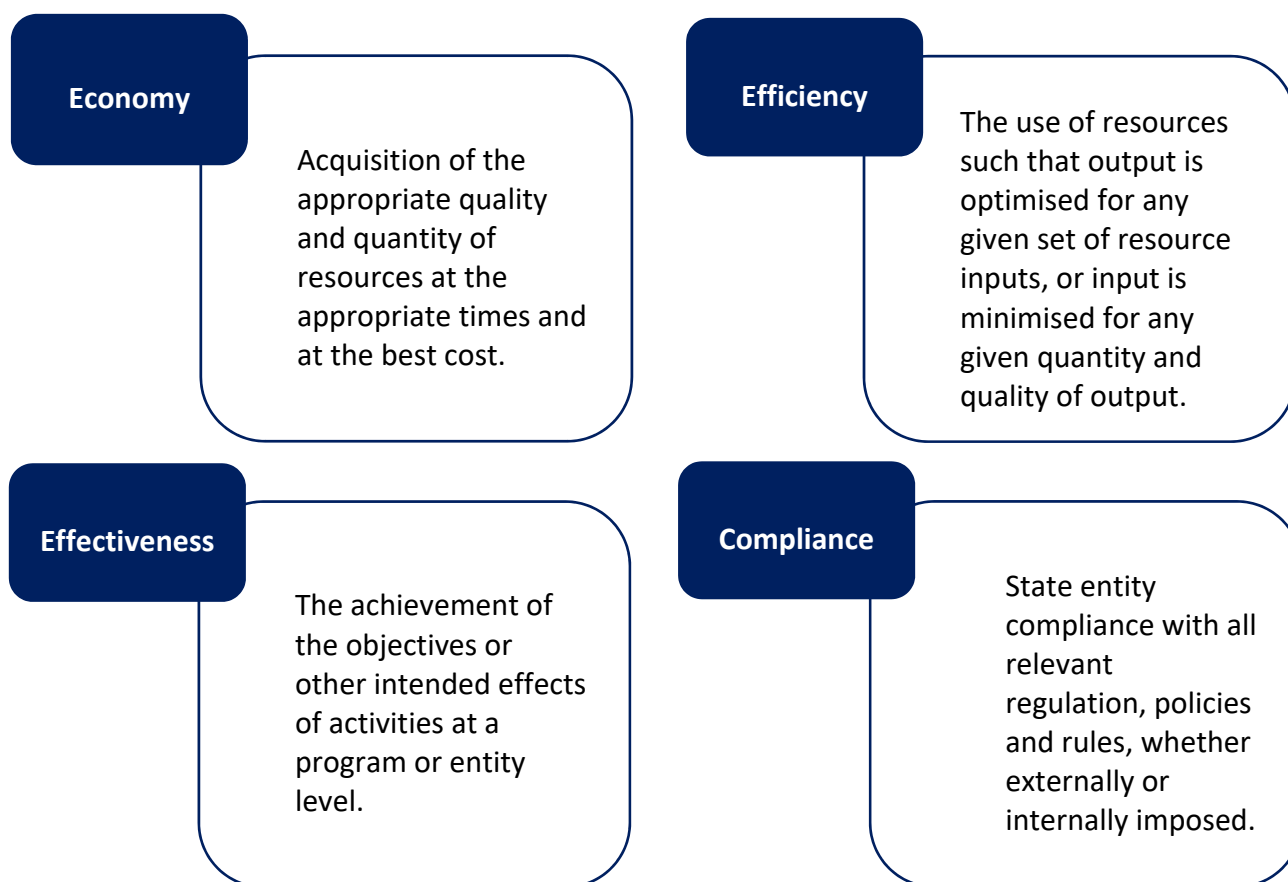 Economy
Acquisition of the
appropriate quality
and quantity of
resources at the
appropriate times and
at the best cost.
Efficiency
The use of resources
such that output is
optimised for any
given set of resource
inputs, or input is
minimised for any
given quantity and
quality of output.
Effectiveness
The achievement of
the objectives or
other intended effects
of activities at a
program or entity
level.
Compliance
State entity
compliance with all
relevant
regulation, policies
and rules, whether
externally or
internally imposed.